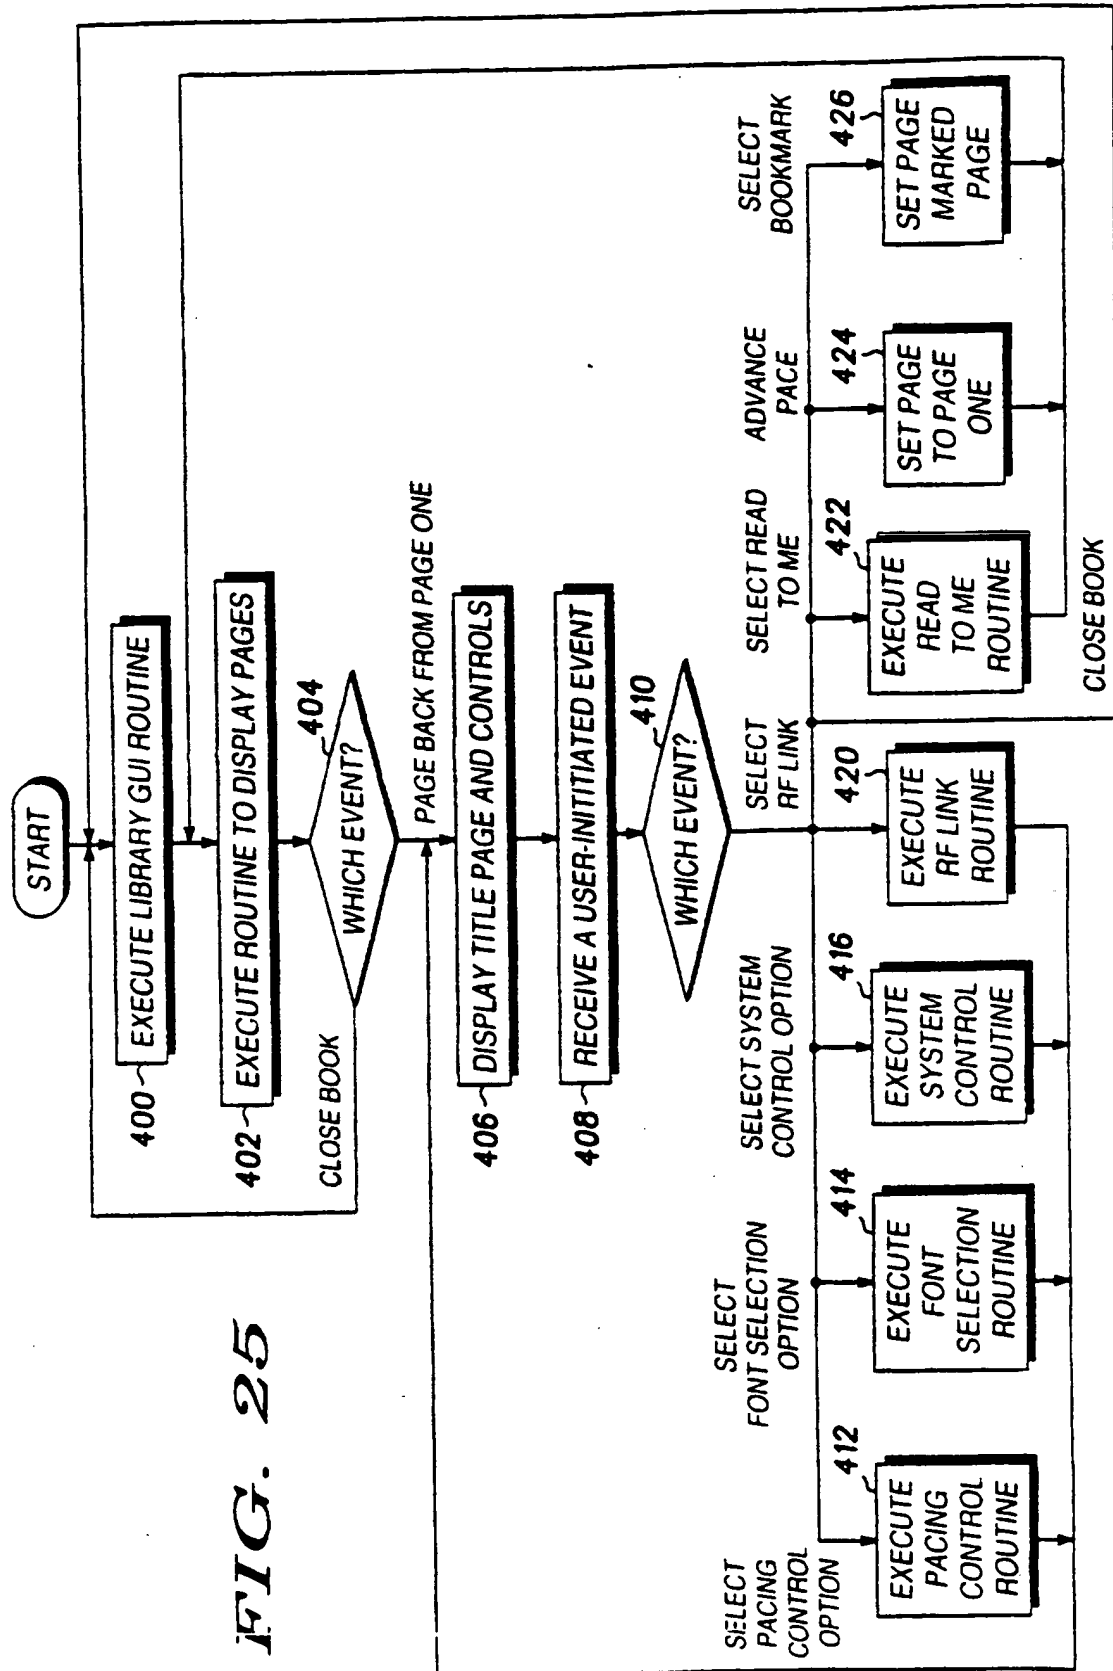 FIG. 25
START
400
EXECUTE LIBRARY GUI ROUTINE
402
EXECUTE ROUTINE TO DISPLAY PAGES
404
WHICH EVENT?
CLOSE BOOK
PAGE BACK FROM PAGE ONE
406
DISPLAY TITLE PAGE AND CONTROLS
408
RECEIVE A USER-INITITIATED EVENT
410
WHICH EVENT?
SELECT
PACING
CONTROL
OPTION
SELECT
FONT SELECTION
OPTION
SELECT SYSTEM
CONTROL OPTION
SELECT
RF LINK
SELECT READ
TO ME
ADVANCE
PACE
SELECT
BOOKMARK
412
EXECUTE
PACING
CONTROL
ROUTINE
414
EXECUTE
FONT
SELECTION
ROUTINE
416
EXECUTE
SYSTEM
CONTROL
ROUTINE
420
EXECUTE
RF LINK
ROUTINE
422
EXECUTE
READ
TO ME
ROUTINE
424
SET PAGE
TO PAGE
ONE
426
SET PAGE
MARKED
PAGE
CLOSE BOOK